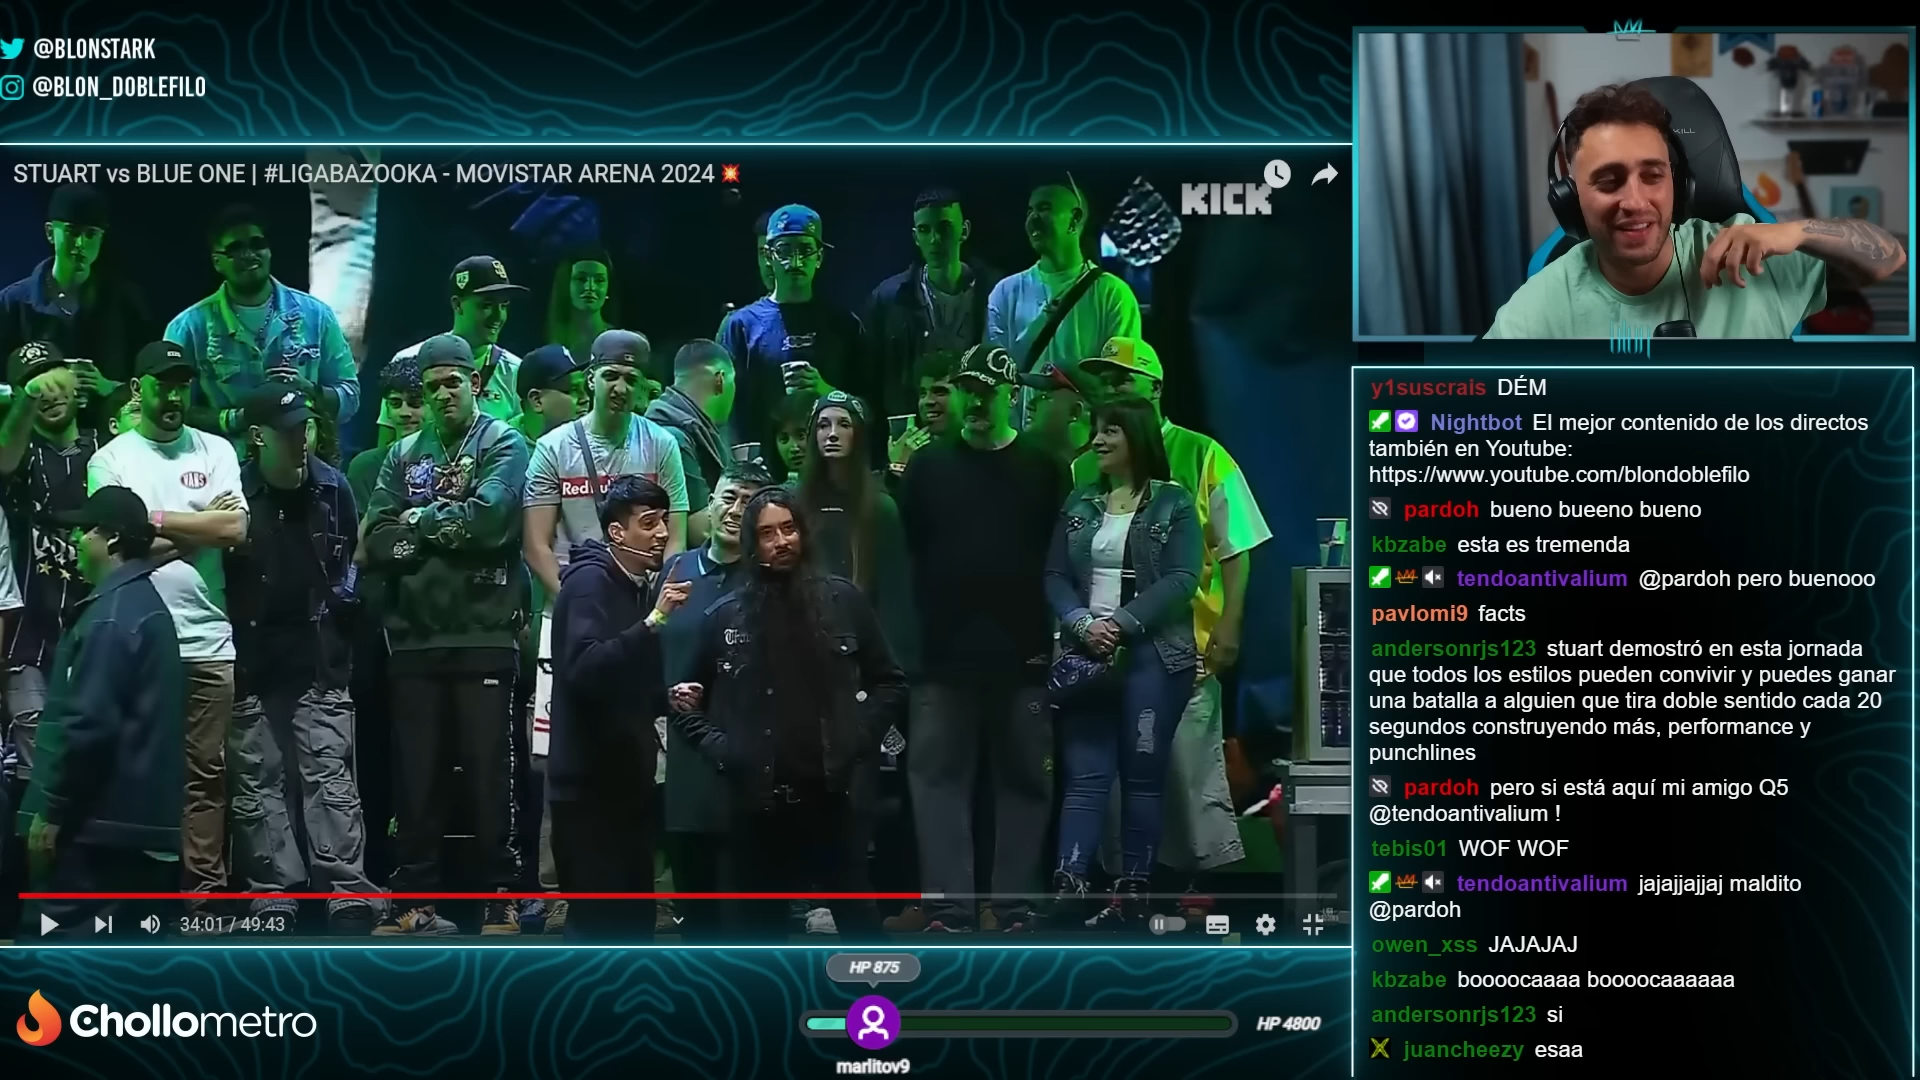 @BLONSTARK
@BLON_DOBLEFILO
STUART vs BLUE ONE | #LIGABAZOOKA - MOVISTAR ARENA 2024 💥
KICK
VANS
Red Bu
34:01 / 49:43
Chollometro
HP 875
HP 4800
marlitov9
y1suscrais DÉM
Nightbot El mejor contenido de los directos
también en Youtube:
https://www.youtube.com/blondoblefilo
pardoh bueno bueeno bueno
kbzabe esta es tremenda
tendoantivalium @pardoh pero buenooo
pavlomi9 facts
andersonrjs123 stuart demostró en esta jornada
que todos los estilos pueden convivir y puedes ganar
una batalla a alguien que tira doble sentido cada 20
segundos construyendo más, performance y
punchlines
pardoh pero si está aquí mi amigo Q5
@tendoantivalium !
tebis01 WOF WOF
tendoantivalium jajajjajjaj maldito
@pardoh
owen_xss JAJAJAJ
kbzabe boooocaaaa boooocaaaaaa
andersonrjs123 si
juancheezy esaa